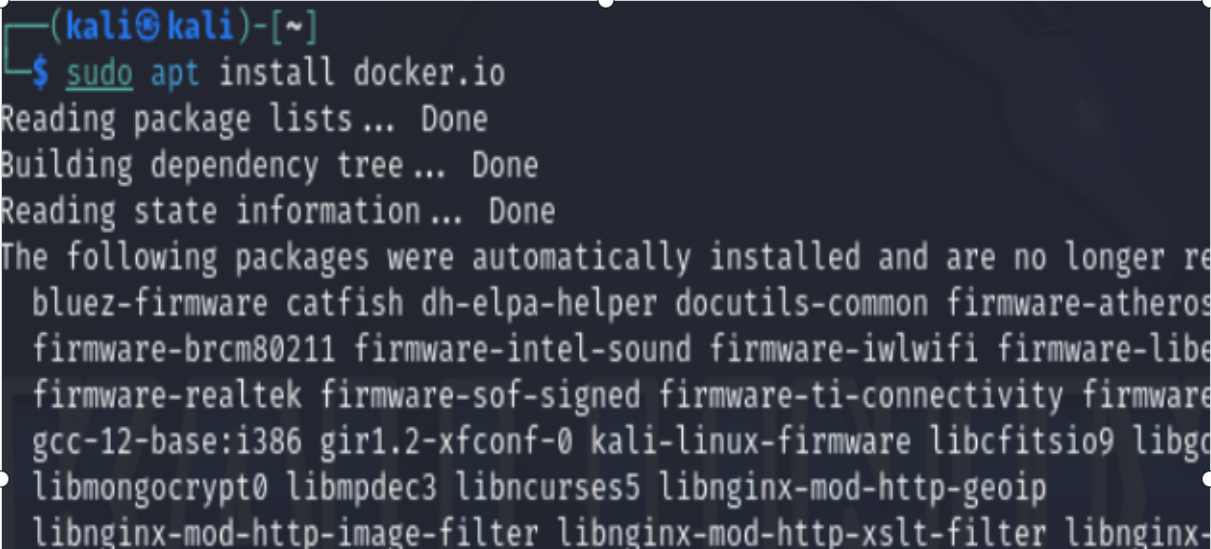 ┌──(kali㉿kali)-[~]
└─$ sudo apt install docker.io
Reading package lists... Done
Building dependency tree... Done
Reading state information... Done
The following packages were automatically installed and are no longer re
bluez-firmware catfish dh-elpa-helper docutils-common firmware-atheros
firmware-brcm80211 firmware-intel-sound firmware-iwlwifi firmware-libe
firmware-realtek firmware-sof-signed firmware-ti-connectivity firmware
gcc-12-base:i386 gir1.2-xfconf-0 kali-linux-firmware libcfitsio9 libgc
libmongocrypt0 libmpdec3 libncurses5 libnginx-mod-http-geoip
libnginx-mod-http-image-filter libnginx-mod-http-xslt-filter libnginx-